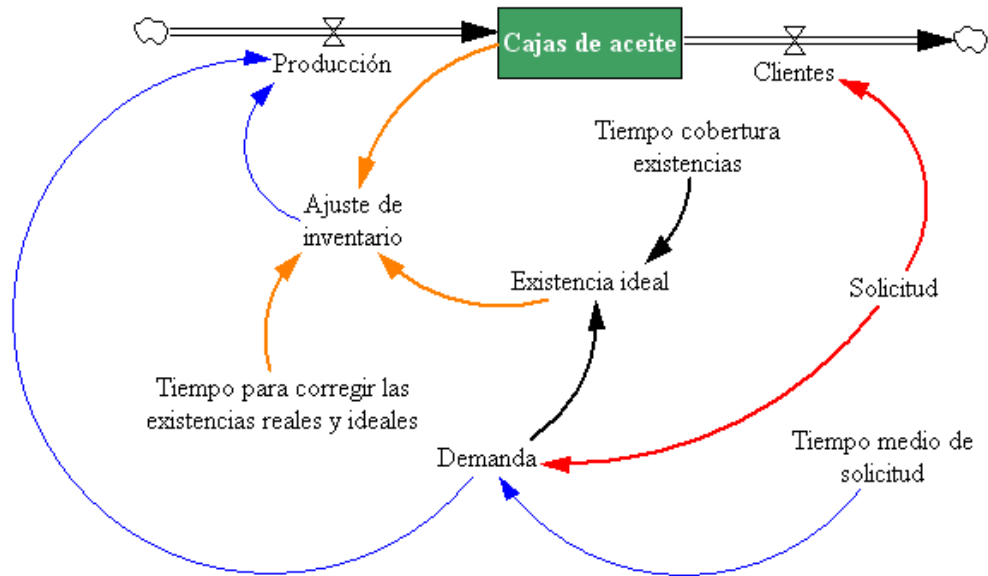 Cajas de aceite
Producción
Clientes
Tiempo cobertura
existencias
Ajuste de
inventario
Existencia ideal
Solicitud
Tiempo para corregir las
existencias reales y ideales
Demanda
Tiempo medio de
solicitud